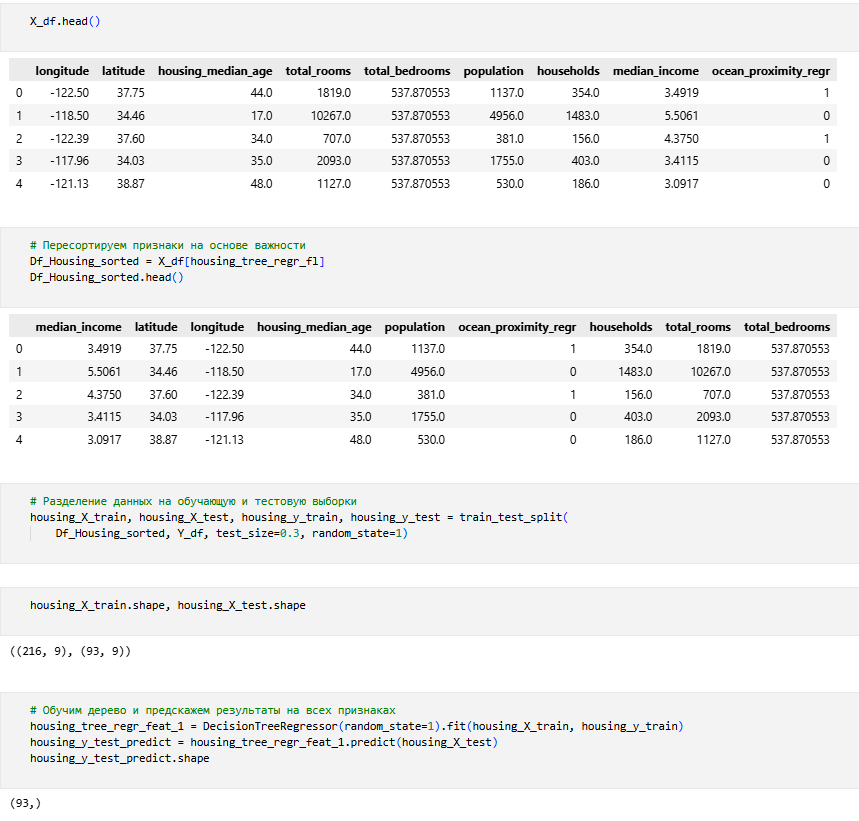 X_df.head()
longitude latitude housing_median_age total_rooms total_bedrooms population households median_income ocean_proximity_regr
0 -122.50 37.75 44.0 1819.0 537.870553 1137.0 354.0 3.4919 1
1 -118.50 34.46 17.0 10267.0 537.870553 4956.0 1483.0 5.5061 0
2 -122.39 37.60 34.0 707.0 537.870553 381.0 156.0 4.3750 1
3 -117.96 34.03 35.0 2093.0 537.870553 1755.0 403.0 3.4115 0
4 -121.13 38.87 48.0 1127.0 537.870553 530.0 186.0 3.0917 0
# Пересортируем признаки на основе важности
Df_Housing_sorted = X_df[housing_tree_regr_fl]
Df_Housing_sorted.head()
median_income latitude longitude housing_median_age population ocean_proximity_regr households total_rooms total_bedrooms
0 3.4919 37.75 -122.50 44.0 1137.0 1 354.0 1819.0 537.870553
1 5.5061 34.46 -118.50 17.0 4956.0 0 1483.0 10267.0 537.870553
2 4.3750 37.60 -122.39 34.0 381.0 1 156.0 707.0 537.870553
3 3.4115 34.03 -117.96 35.0 1755.0 0 403.0 2093.0 537.870553
4 3.0917 38.87 -121.13 48.0 530.0 0 186.0 1127.0 537.870553
# Разделение данных на обучающую и тестовую выборки
housing_X_train, housing_X_test, housing_y_train, housing_y_test = train_test_split(
Df_Housing_sorted, Y_df, test_size=0.3, random_state=1)
housing_X_train.shape, housing_X_test.shape
((216, 9), (93, 9))
# Обучим дерево и предскажем результаты на всех признаках
housing_tree_regr_feat_1 = DecisionTreeRegressor(random_state=1).fit(housing_X_train, housing_y_train)
housing_y_test_predict = housing_tree_regr_feat_1.predict(housing_X_test)
housing_y_test_predict.shape
(93,)